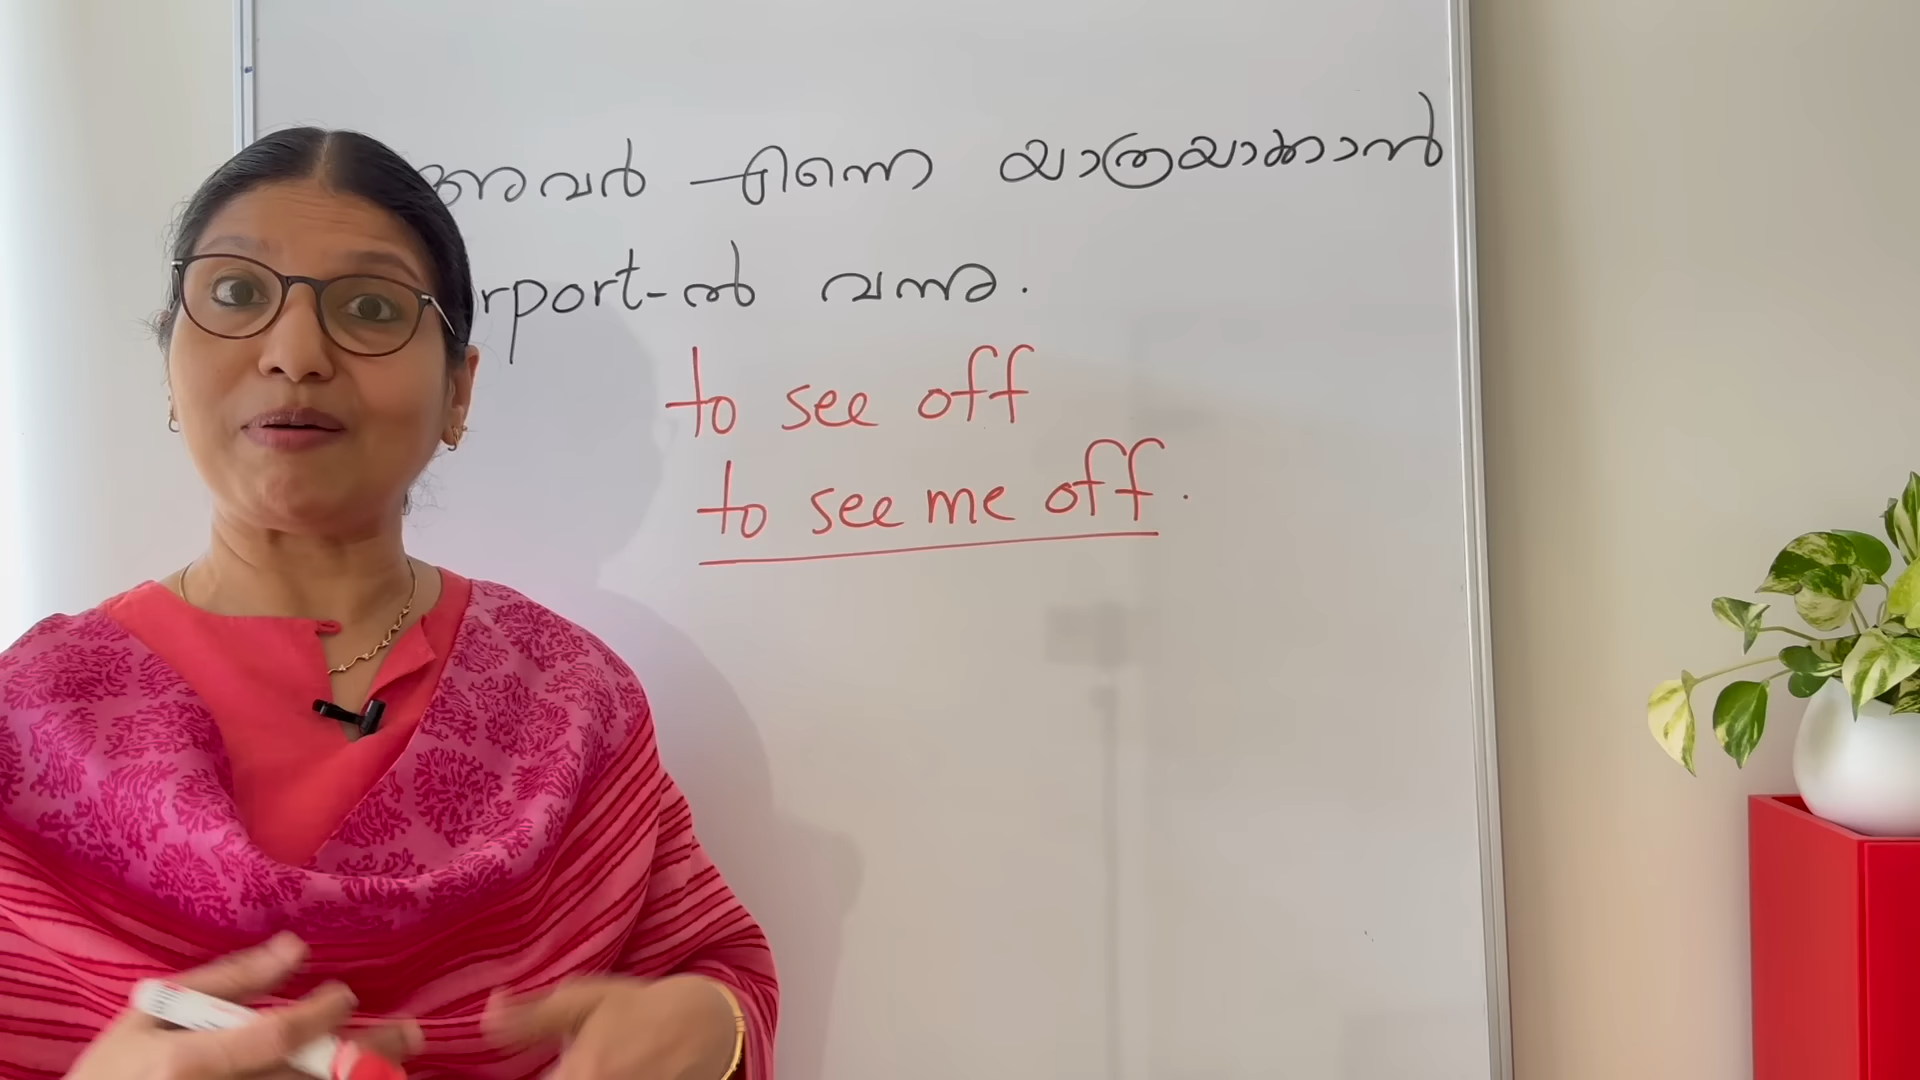 അവർ എന്നെ യാത്രയാക്കാൻ
rport-ൽ വന്നു.
to see off
to see me off.